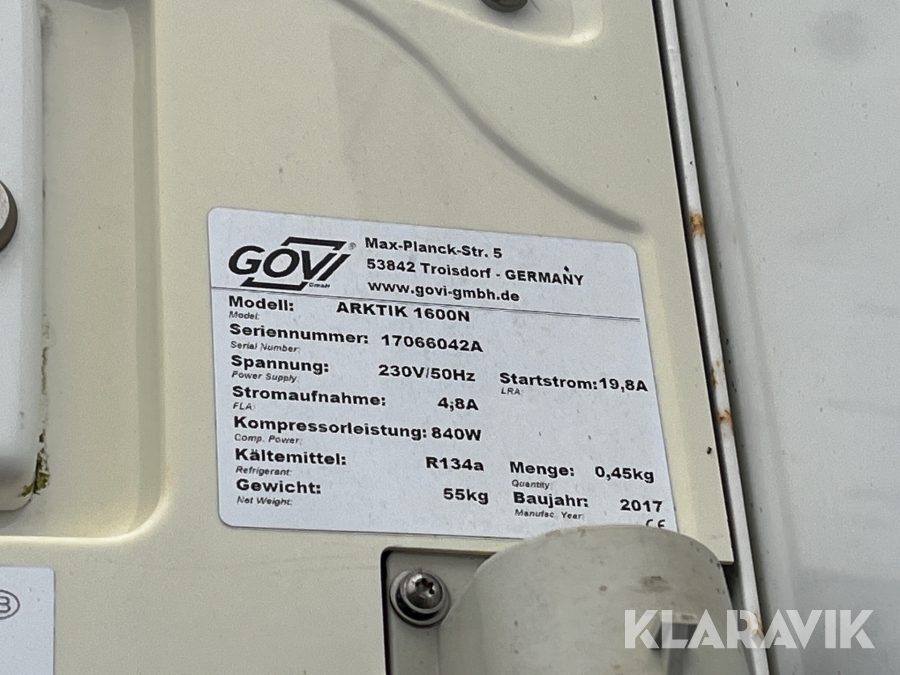 GOVI ®
GmbH
Max-Planck-Str. 5
53842 Troisdorf - GERMANY
www.govi-gmbh.de
Modell: ARKTIK 1600N
Model:
Seriennummer: 17066042A
Serial Number:
Spannung: 230V/50Hz Startstrom:19,8A
Power Supply: LRA:
Stromaufnahme: 4,8A
FLA:
Kompressorleistung: 840W
Comp. Power:
Kältemittel: R134a Menge: 0,45kg
Refrigerant: Quantity:
Gewicht: 55kg Baujahr: 2017
Net Weight: Manufac. Year:
CE
B
KLARAVIK